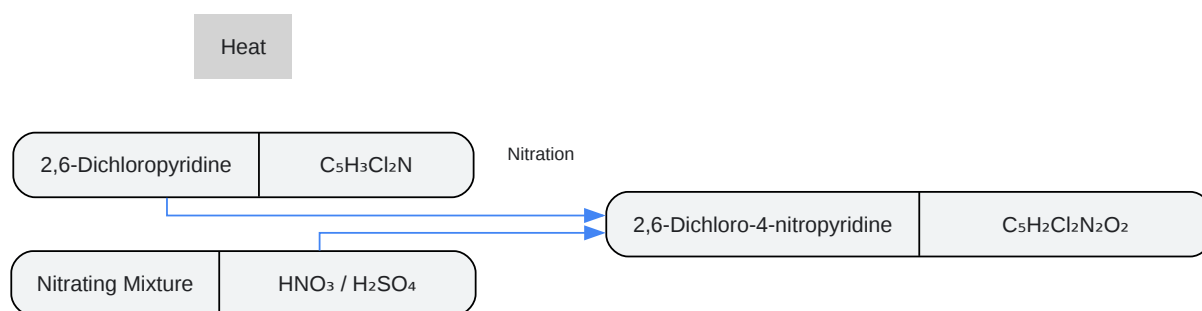 Heat
2,6-Dichloropyridine C₅H₃Cl₂N
Nitration
2,6-Dichloro-4-nitropyridine C₅H₂Cl₂N₂O₂
Nitrating Mixture HNO₃ / H₂SO₄